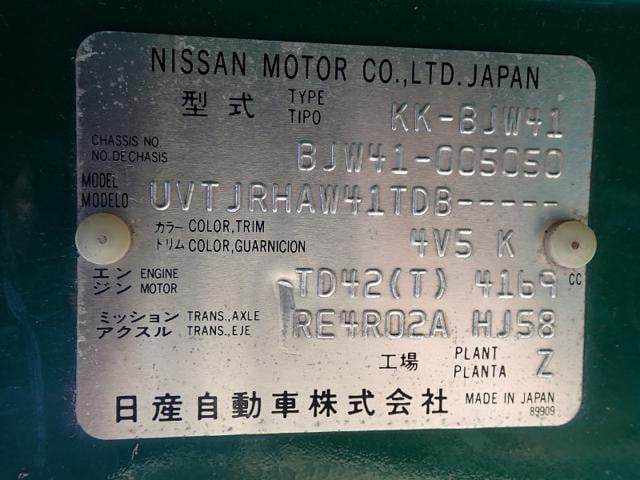 NISSAN MOTOR CO.,LTD. JAPAN
型式 TYPE TIPO KK-BJW41
CHASSIS NO. NO. DE CHASIS BJW41-005050
MODEL MODELO UVTJRHAW41TDB-----
カラー COLOR, TRIM
トリム COLOR, GUARNICION 4V5 K
エン ENGINE
ジン MOTOR TD42(T) 4169 CC
ミッション TRANS., AXLE
アクスル TRANS., EJE RE4R02A HJ58
工場 PLANT PLANTA Z
日産自動車株式会社 MADE IN JAPAN
89909